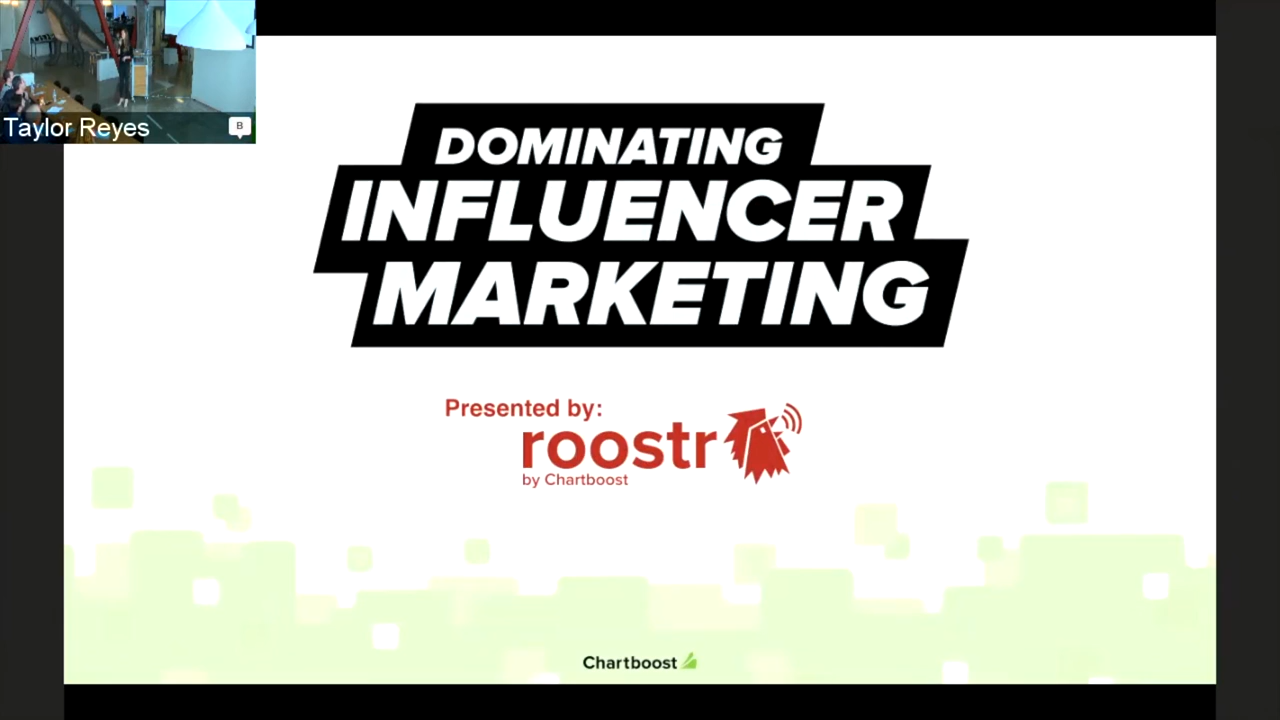 Taylor Reyes
B
DOMINATING
INFLUENCER
MARKETING
Presented by:
roostr
by Chartboost
Chartboost